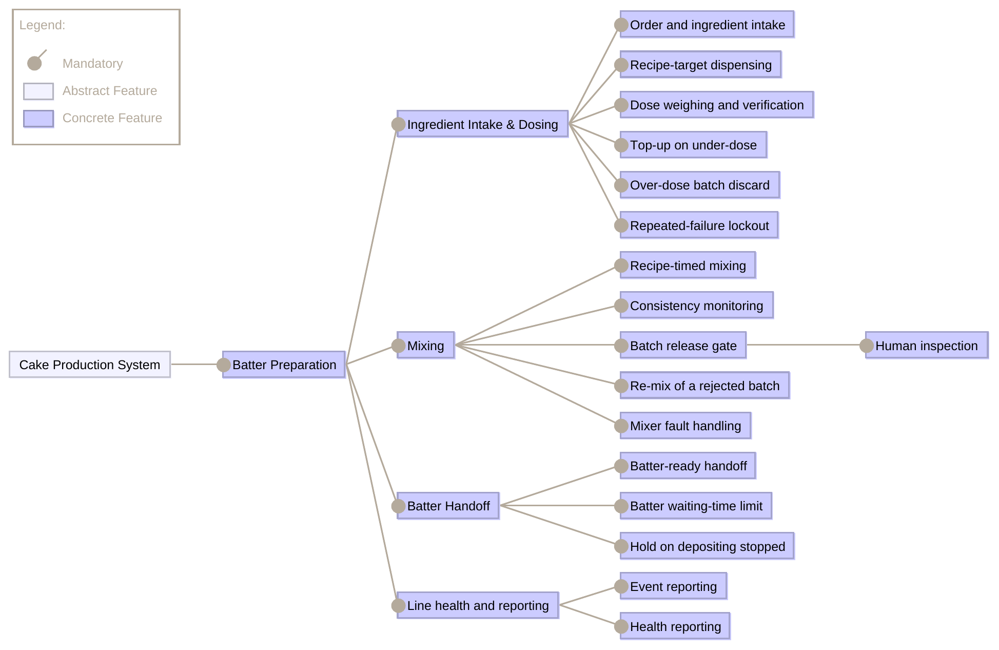 Legend:
Mandatory
Abstract Feature
Concrete Feature
Cake Production System
Batter Preparation
Ingredient Intake & Dosing
Order and ingredient intake
Recipe-target dispensing
Dose weighing and verification
Top-up on under-dose
Over-dose batch discard
Repeated-failure lockout
Mixing
Recipe-timed mixing
Consistency monitoring
Batch release gate
Human inspection
Re-mix of a rejected batch
Mixer fault handling
Batter Handoff
Batter-ready handoff
Batter waiting-time limit
Hold on depositing stopped
Line health and reporting
Event reporting
Health reporting